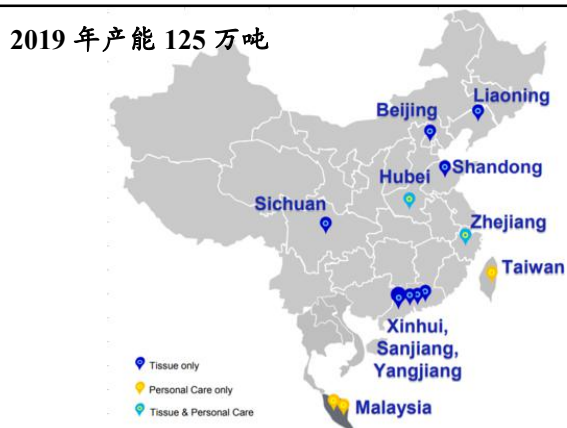 2019 年产能 125 万吨
Liaoning
Beijing
Shandong
Hubei
Sichuan
Zhejiang
Taiwan
Xinhui,
Sanjiang,
Yangjiang
Tissue only
Personal Care only
Malaysia
Tissue & Personal Care